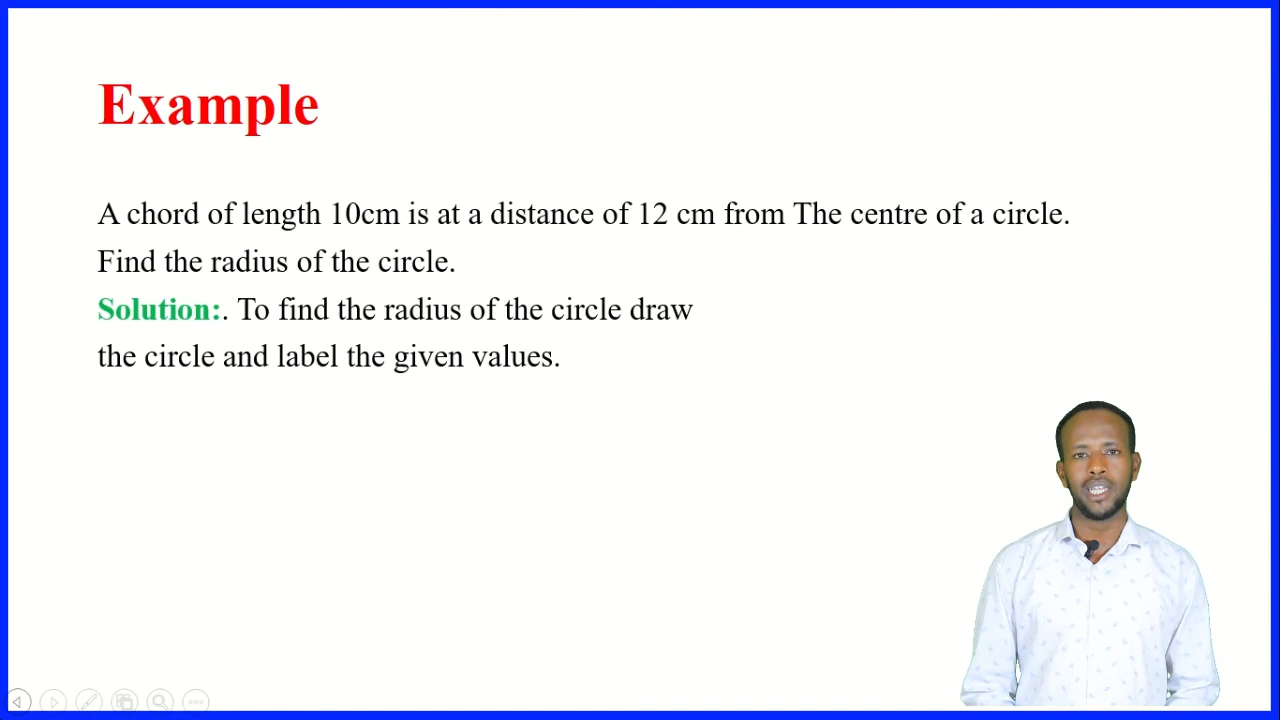 Example
A chord of length 10cm is at a distance of 12 cm from The centre of a circle.
Find the radius of the circle.
Solution:. To find the radius of the circle draw
the circle and label the given values.